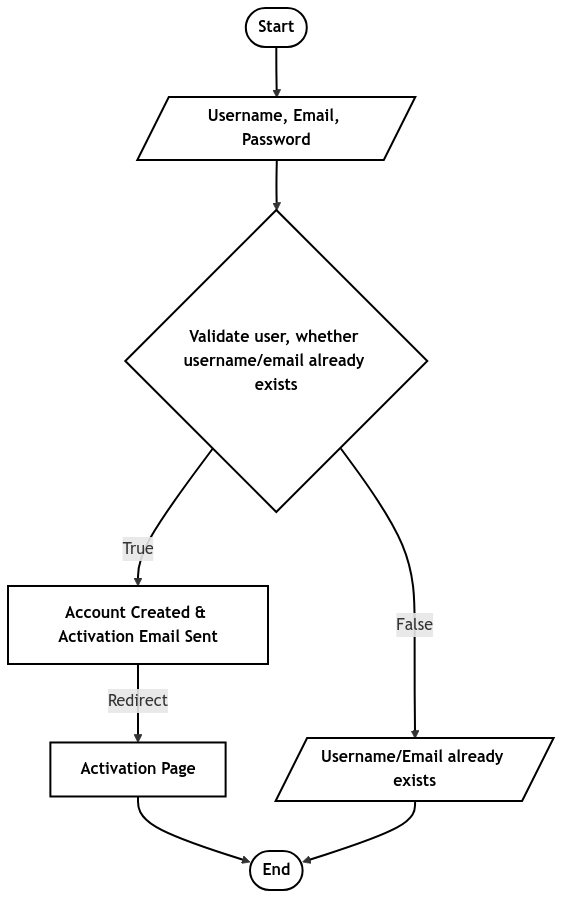 Start
Username, Email,
Password
Validate user, whether
username/email already
exists
True
False
Account Created &
Activation Email Sent
Redirect
Activation Page
Username/Email already
exists
End